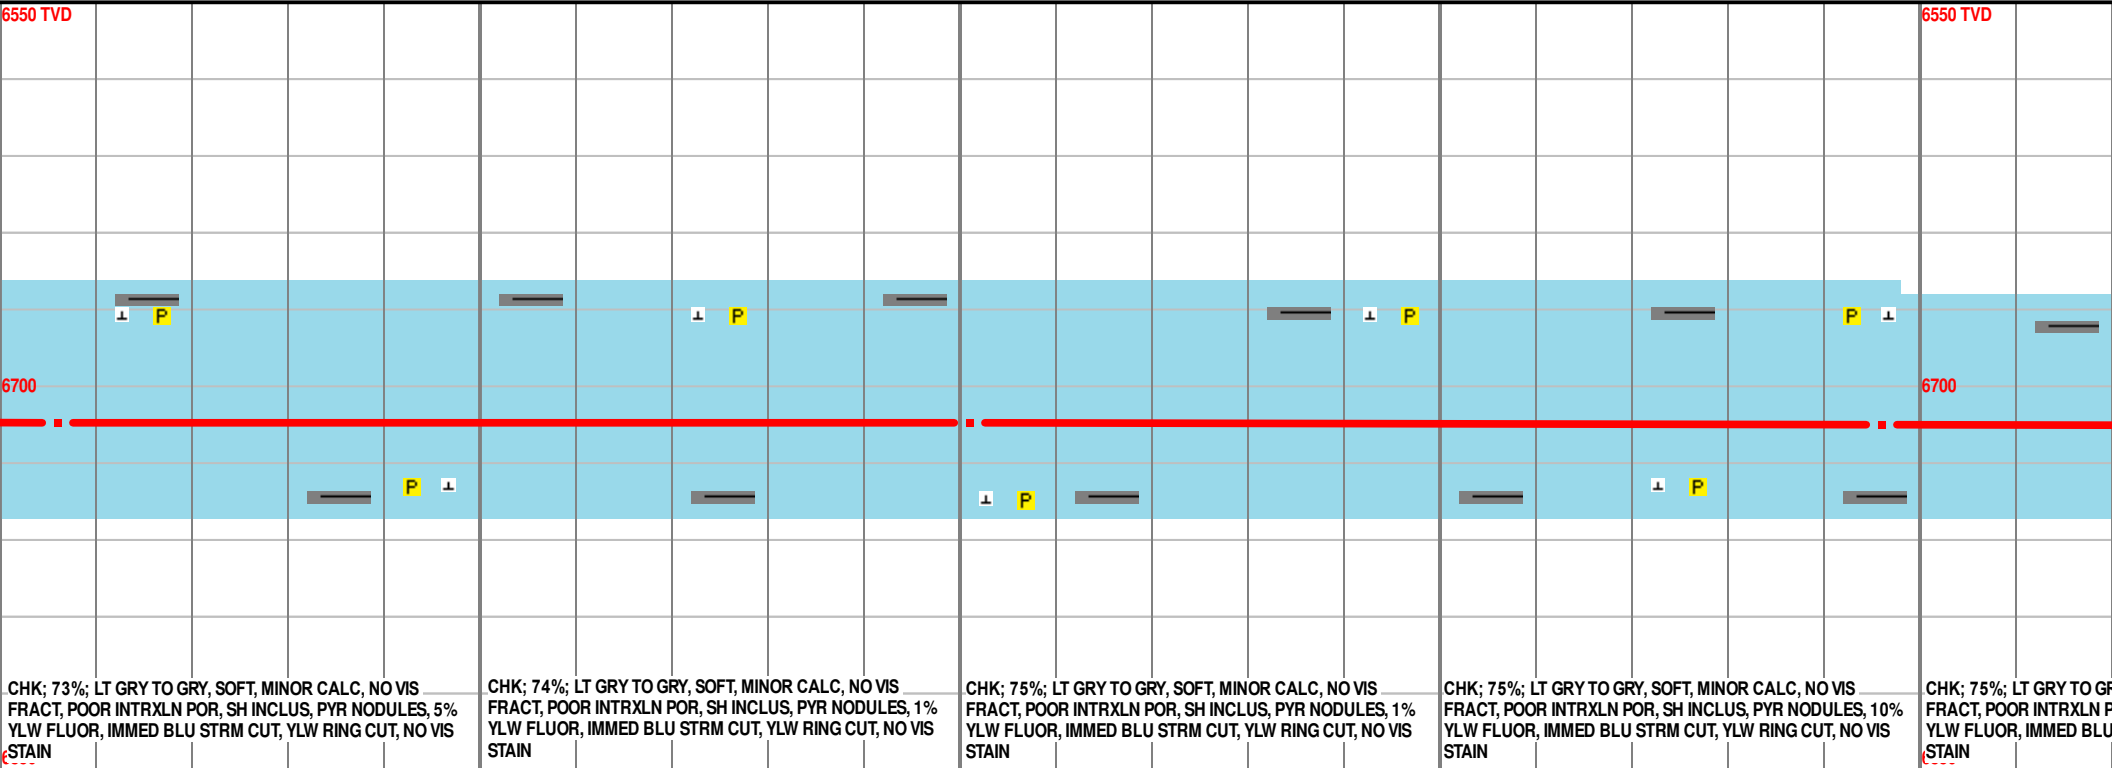 6550 TVD
6550 TVD
P
P
P
P
6700
6700
P
P
P
CHK; 73%; LT GRY TO GRY, SOFT, MINOR CALC, NO VIS
FRACT, POOR INTRXLN POR, SH INCLUS, PYR NODULES, 5%
YLW FLUOR, IMMED BLU STRM CUT, YLW RING CUT, NO VIS
STAIN
CHK; 74%; LT GRY TO GRY, SOFT, MINOR CALC, NO VIS
FRACT, POOR INTRXLN POR, SH INCLUS, PYR NODULES, 1%
YLW FLUOR, IMMED BLU STRM CUT, YLW RING CUT, NO VIS
STAIN
CHK; 75%; LT GRY TO GRY, SOFT, MINOR CALC, NO VIS
FRACT, POOR INTRXLN POR, SH INCLUS, PYR NODULES, 1%
YLW FLUOR, IMMED BLU STRM CUT, YLW RING CUT, NO VIS
STAIN
CHK; 75%; LT GRY TO GRY, SOFT, MINOR CALC, NO VIS
FRACT, POOR INTRXLN POR, SH INCLUS, PYR NODULES, 10%
YLW FLUOR, IMMED BLU STRM CUT, YLW RING CUT, NO VIS
STAIN
CHK; 75%; LT GRY TO
FRACT, POOR INTRXLN
YLW FLUOR, IMMED BLU
STAIN